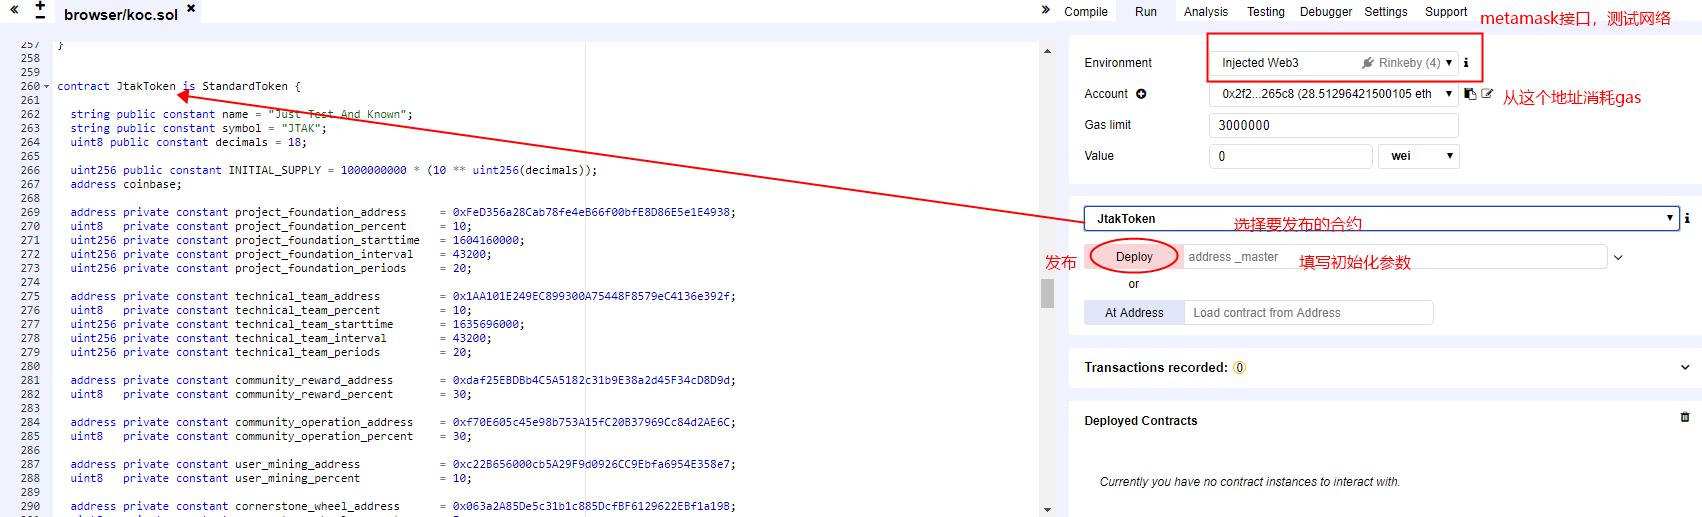 browser/koc.sol
257 }
258
259
260 contract JtakToken is StandardToken {
261
262 string public constant name = "Just Test And Known";
263 string public constant symbol = "JTAK";
264 uint8 public constant decimals = 18;
265
266 uint256 public constant INITIAL_SUPPLY = 1000000000 * (10 ** uint256(decimals));
267 address coinbase;
268
269 address private constant project_foundation_address = 0xFeD356a28Cab78fe4eB66f00bfE8D86E5e1E4938;
270 uint8 private constant project_foundation_percent = 10;
271 uint256 private constant project_foundation_starttime = 1604160000;
272 uint256 private constant project_foundation_interval = 43200;
273 uint256 private constant project_foundation_periods = 20;
274
275 address private constant technical_team_address = 0x1AA101E249EC899300A75448F8579eC4136e392f;
276 uint8 private constant technical_team_percent = 10;
277 uint256 private constant technical_team_starttime = 1635696000;
278 uint256 private constant technical_team_interval = 43200;
279 uint256 private constant technical_team_periods = 20;
280
281 address private constant community_reward_address = 0xdaf25EBDBb4C5A5182c31b9E38a2d45F34cD8D9d;
282 uint8 private constant community_reward_percent = 30;
283
284 address private constant community_operation_address = 0xf70E605c45e98b753A15fC20B37969Cc84d2AE6C;
285 uint8 private constant community_operation_percent = 30;
286
287 address private constant user_mining_address = 0xc22B656000cb5A29F9d0926CC9Ebfa6954E358e7;
288 uint8 private constant user_mining_percent = 10;
289
290 address private constant cornerstone_wheel_address = 0x063a2A85De5c31b1c885DcfBF6129622EBf1a19B;
Compile Run Analysis Testing Debugger Settings Support
metamask接口，测试网络
Environment Injected Web3 Rinkeby (4)
Account 0x2f2...265c8 (28.51296421500105 eth 从这个地址消耗gas
Gas limit 3000000
Value 0 wei
JtakToken 选择要发布的合约
发布 Deploy address _master 填写初始化参数
or
At Address Load contract from Address
Transactions recorded: 0
Deployed Contracts
Currently you have no contract instances to interact with.